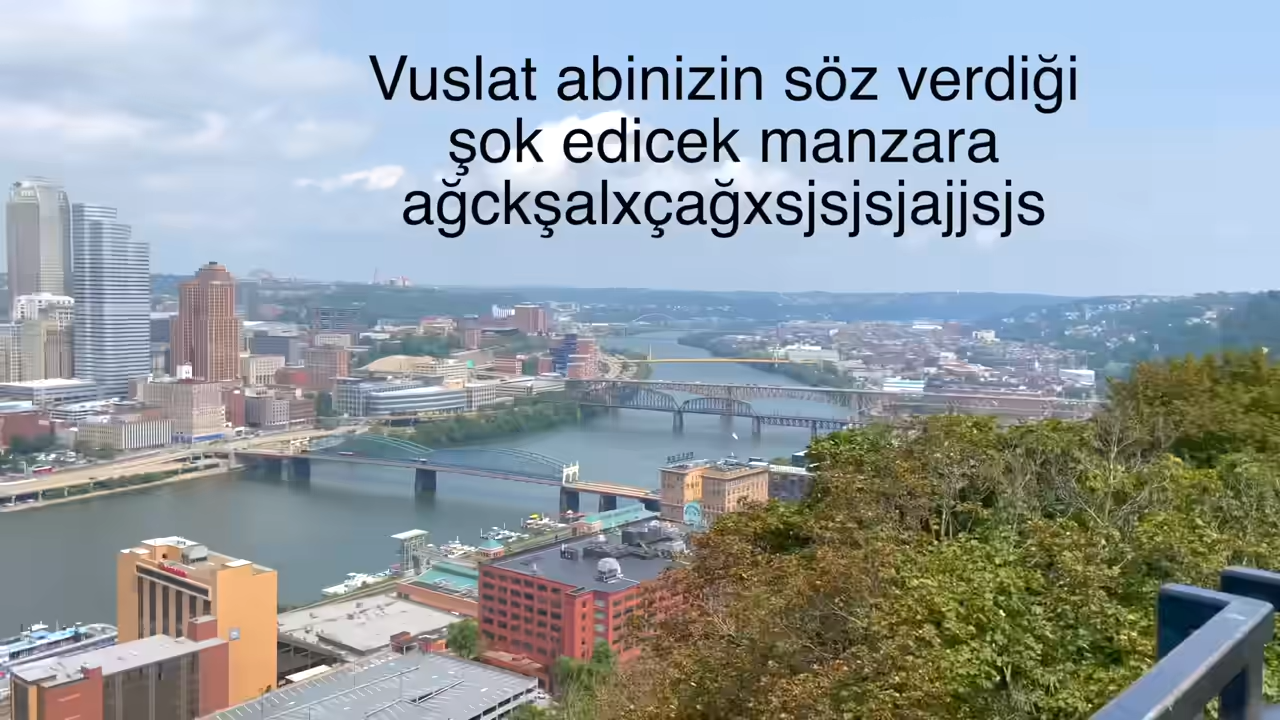 Vuslat abinizin söz verdiği
şok edicek manzara
ağckşalxçağxsjsjsjajjsjs